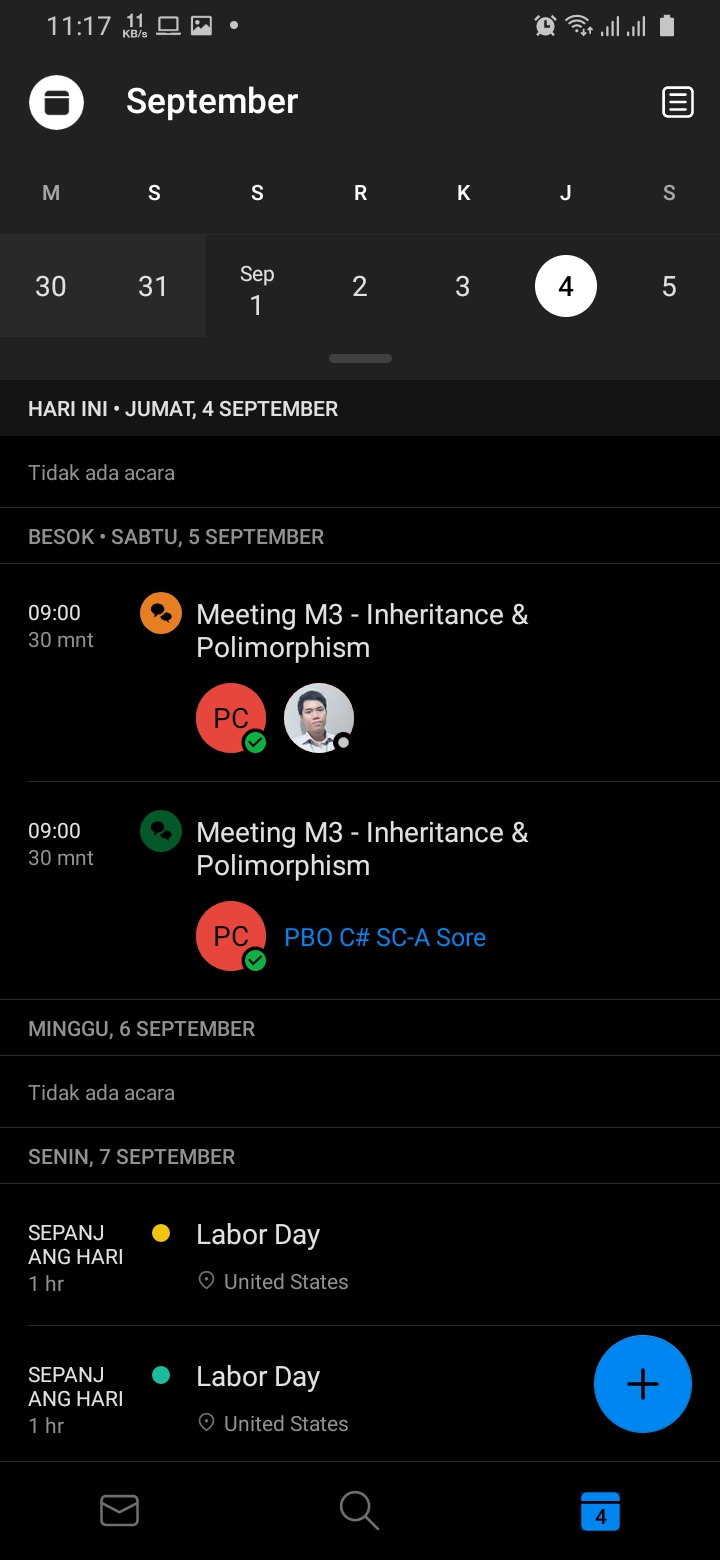 11:17 11 KB/s
September
M S S R K J S
30 31 Sep 1 2 3 4 5
HARI INI • JUMAT, 4 SEPTEMBER
Tidak ada acara
BESOK • SABTU, 5 SEPTEMBER
09:00
30 mnt
Meeting M3 - Inheritance &
Polimorphism
PC
09:00
30 mnt
Meeting M3 - Inheritance &
Polimorphism
PC PBO C# SC-A Sore
MINGGU, 6 SEPTEMBER
Tidak ada acara
SENIN, 7 SEPTEMBER
SEPANJ
ANG HARI
1 hr
Labor Day
United States
SEPANJ
ANG HARI
1 hr
Labor Day
United States
4